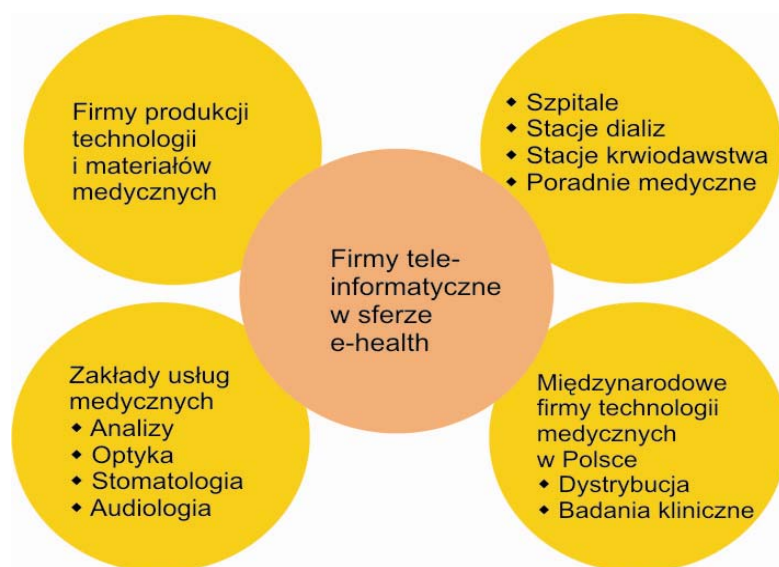 Firmy produkcji
technologii
i materiałów
medycznych
◆ Szpitale
◆ Stacje dializ
◆ Stacje krwiodawstwa
◆ Poradnie medyczne
Firmy tele-
informatyczne
w sferze
e-health
Zakłady usług
medycznych
◆ Analizy
◆ Optyka
◆ Stomatologia
◆ Audiologia
Międzynarodowe
firmy technologii
medycznych
w Polsce
◆ Dystrybucja
◆ Badania kliniczne